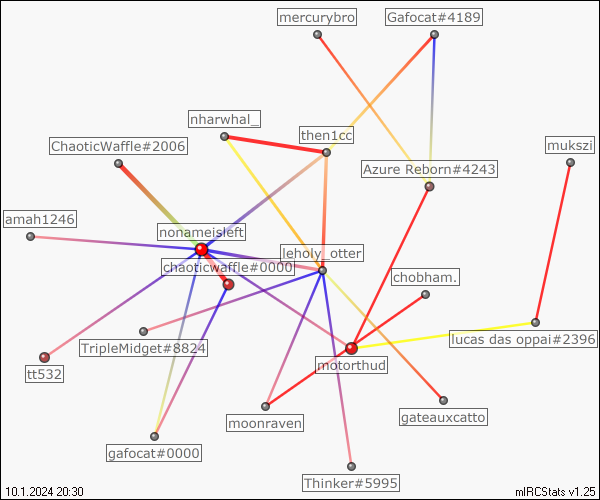 mercurybro
Gafocat#4189
nharwhal_
then1cc
ChaoticWaffle#2006
mukszi
Azure Reborn#4243
amah1246
nonameisleft
leholy_otter
chaoticwaffle#0000
chobham.
TripleMidget#8824
lucas das oppai#2396
motorthud
tt532
gateauxcatto
moonraven
gafocat#0000
Thinker#5995
10.1.2024 20:30
mIRCStats v1.25